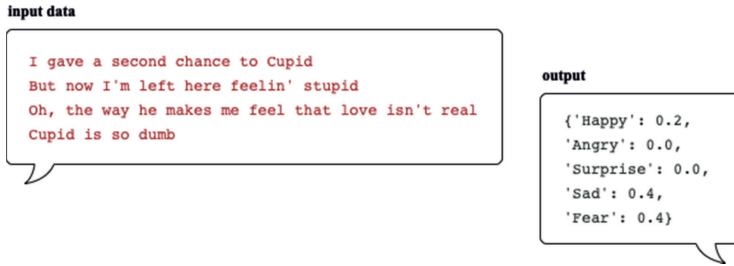 input data
I gave a second chance to Cupid
But now I'm left here feelin' stupid
Oh, the way he makes me feel that love isn't real
Cupid is so dumb
output
{'Happy': 0.2,
'Angry': 0.0,
'Surprise': 0.0,
'Sad': 0.4,
'Fear': 0.4}